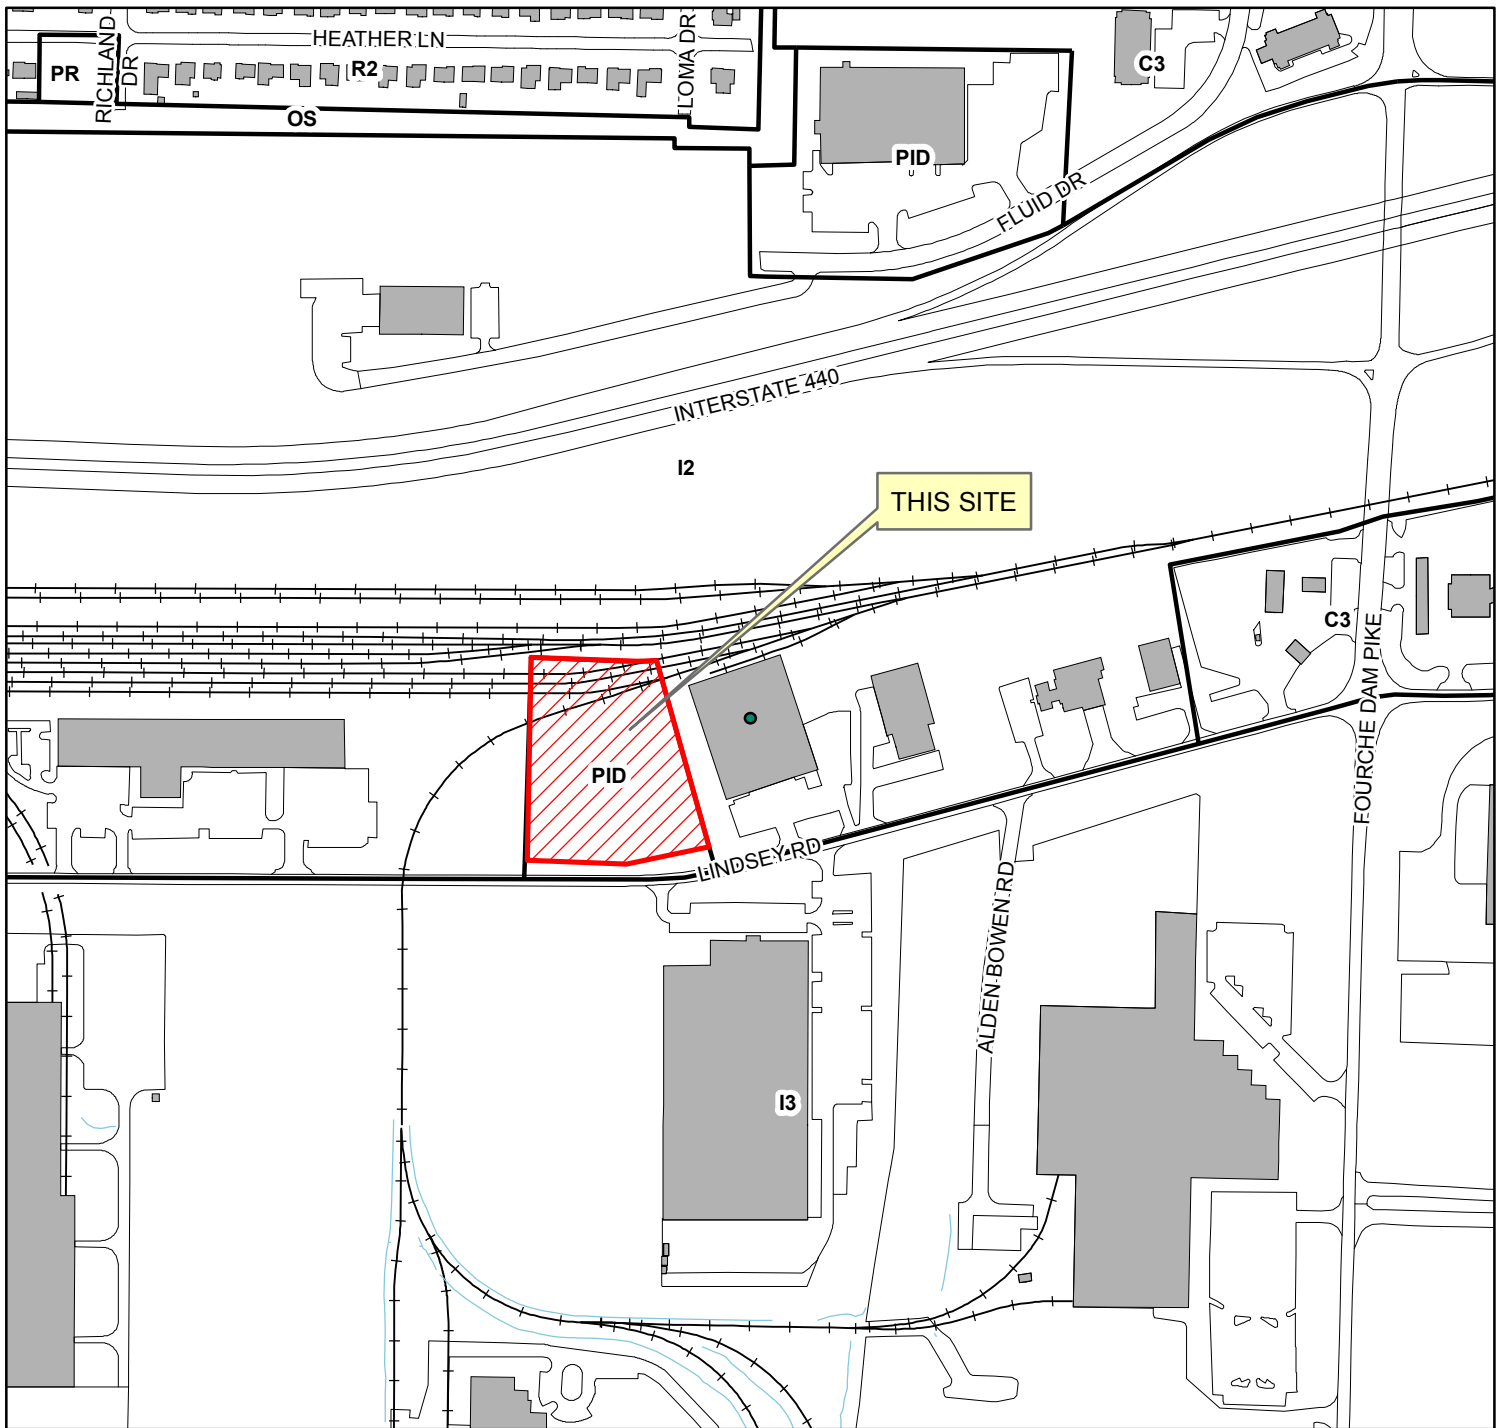 RICHLAND
DR
HEATHER LN
LOMA DR
PR
R2
C3
OS
PID
FLUID DR
INTERSTATE 440
I2
THIS SITE
C3
FOURCHE DAM PIKE
PID
LINDSEY RD
ALDEN-BOWEN RD
I3